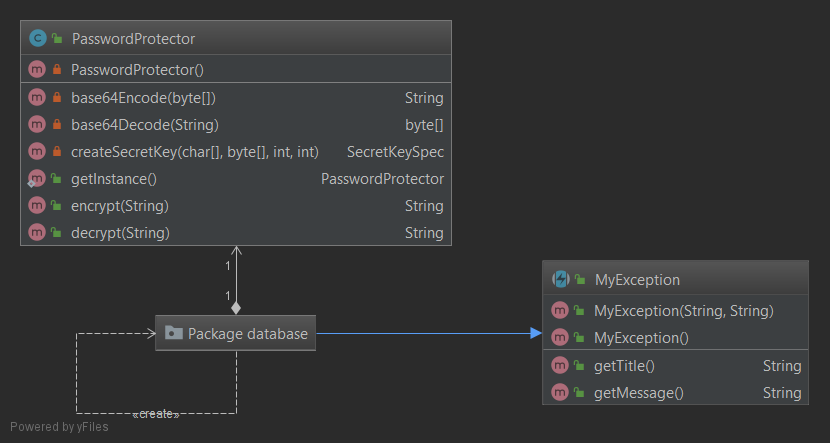 PasswordProtector
PasswordProtector()
base64Encode(byte[]) String
base64Decode(String) byte[]
createSecretKey(char[], byte[], int, int) SecretKeySpec
getInstance() PasswordProtector
encrypt(String) String
decrypt(String) String
1
1
MyException
MyException(String, String)
MyException()
getTitle() String
getMessage() String
Package database
«create»
Powered by yFiles